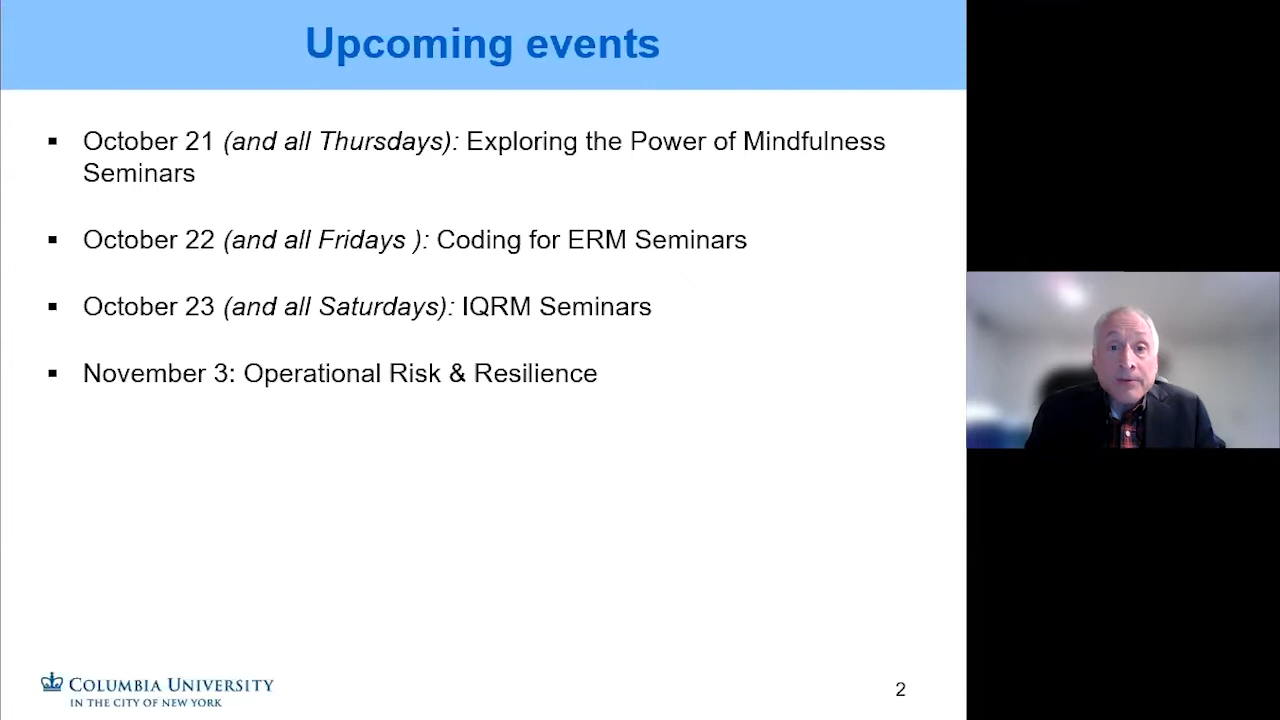 Upcoming events
▪ October 21 (and all Thursdays): Exploring the Power of Mindfulness
Seminars
▪ October 22 (and all Fridays ): Coding for ERM Seminars
▪ October 23 (and all Saturdays): IQRM Seminars
▪ November 3: Operational Risk & Resilience
COLUMBIA UNIVERSITY
IN THE CITY OF NEW YORK
2